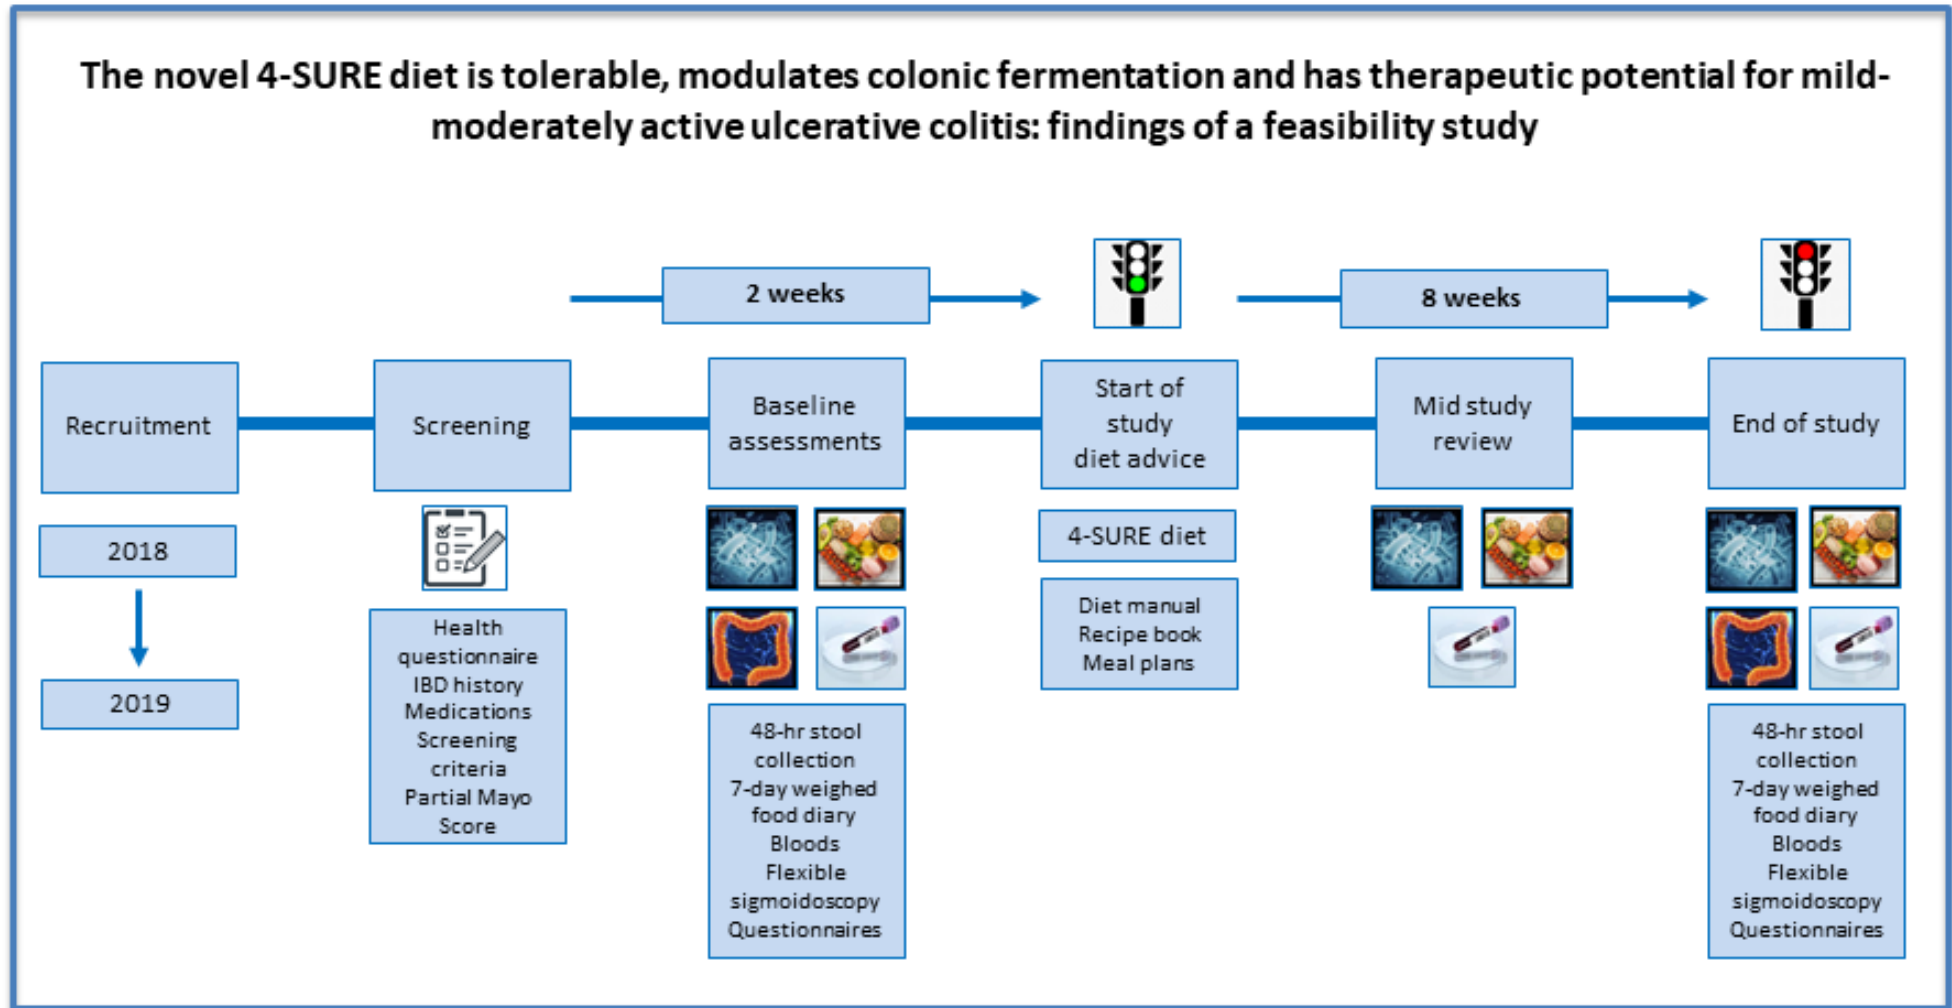 The novel 4-SURE diet is tolerable, modulates colonic fermentation and has therapeutic potential for mild-
moderately active ulcerative colitis: findings of a feasibility study
2 weeks
8 weeks
Recruitment
Screening
Baseline
assessments
Start of
study
diet advice
Mid study
review
End of study
2018
2019
Health
questionnaire
IBD history
Medications
Screening
criteria
Partial Mayo
Score
48-hr stool
collection
7-day weighed
food diary
Bloods
Flexible
sigmoidoscopy
Questionnaires
4-SURE diet
Diet manual
Recipe book
Meal plans
48-hr stool
collection
7-day weighed
food diary
Bloods
Flexible
sigmoidoscopy
Questionnaires